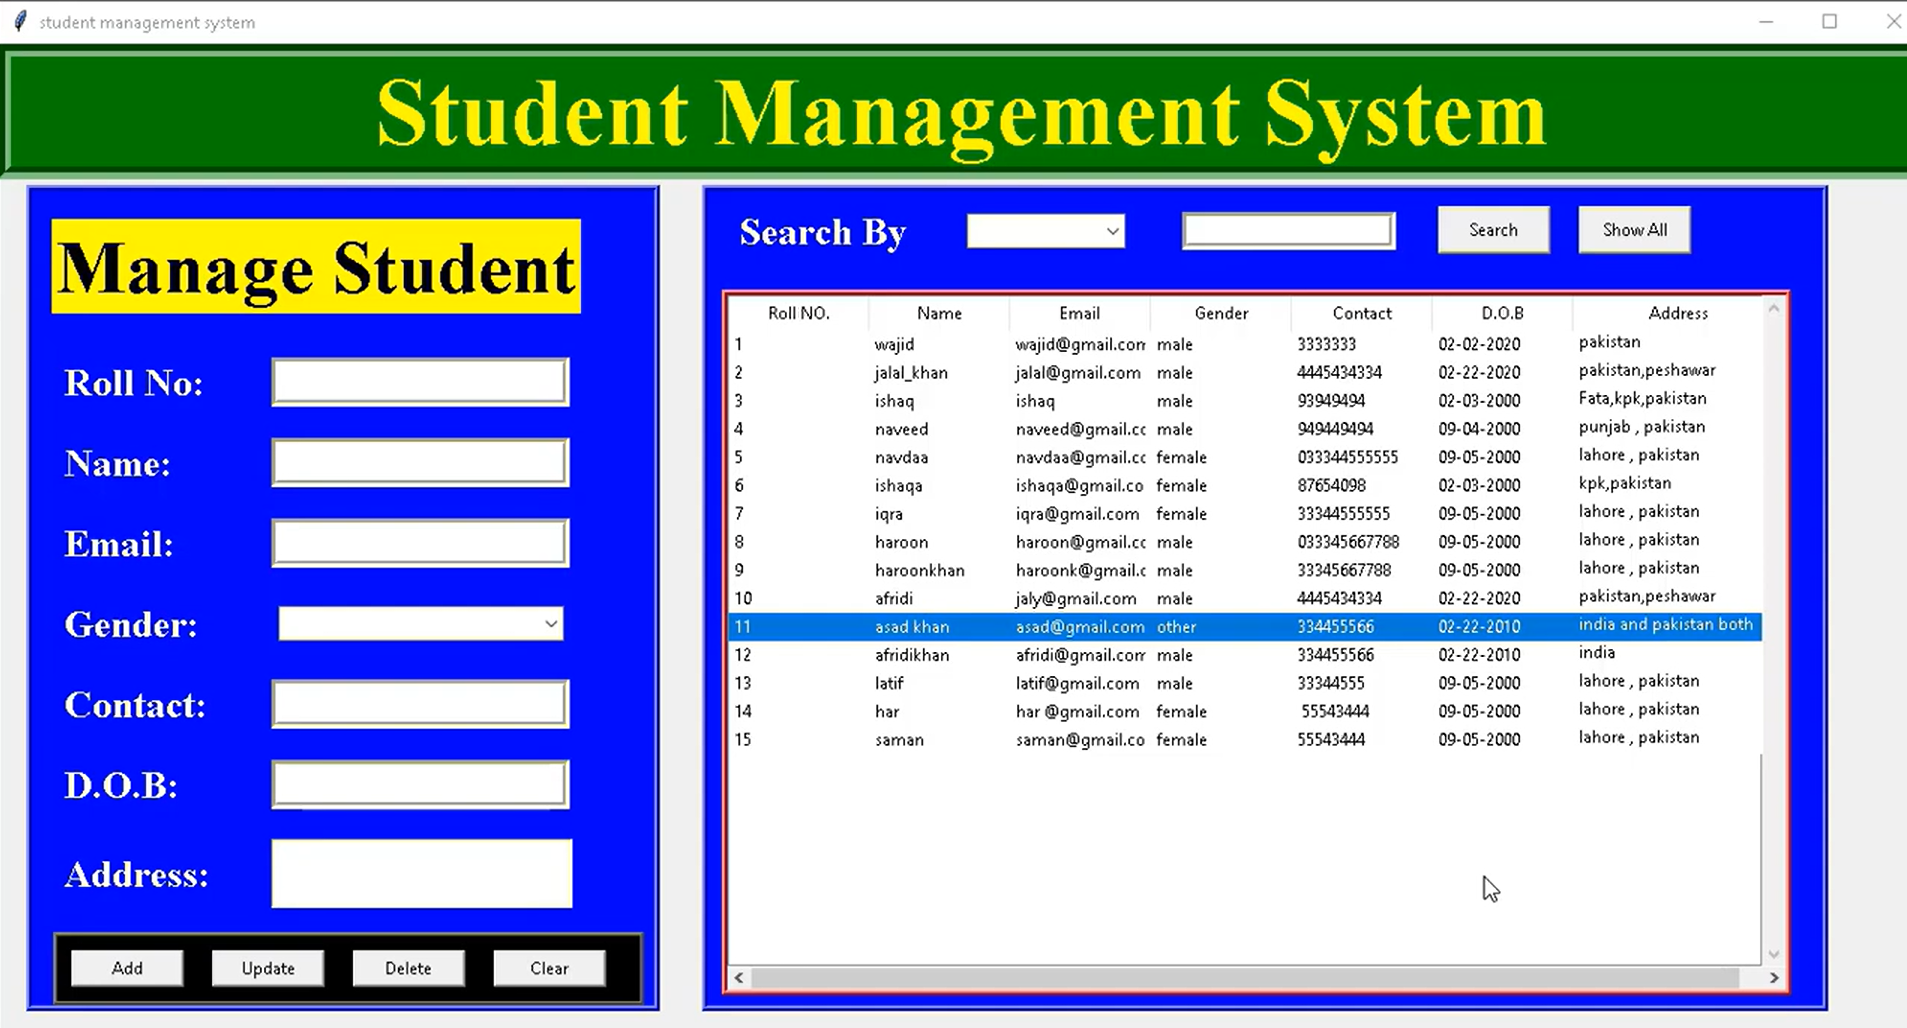 student management system
Student Management System
Manage Student
Roll No:
Name:
Email:
Gender:
Contact:
D.O.B:
Address:
Add Update Delete Clear
Search By Search Show All
Roll NO. Name Email Gender Contact D.O.B Address
1 wajid wajid@gmail.com male 3333333 02-02-2020 pakistan
2 jalal_khan jalal@gmail.com male 4445434334 02-22-2020 pakistan,peshawar
3 ishaq ishaq male 93949494 02-03-2000 Fata,kpk,pakistan
4 naveed naveed@gmail.cc male 949449494 09-04-2000 punjab , pakistan
5 navdaa navdaa@gmail.cc female 033344555555 09-05-2000 lahore , pakistan
6 ishaqa ishaqa@gmail.co female 87654098 02-03-2000 kpk,pakistan
7 iqra iqra@gmail.com female 33344555555 09-05-2000 lahore , pakistan
8 haroon haroon@gmail.cc male 033345667788 09-05-2000 lahore , pakistan
9 haroonkhan haroonk@gmail.c male 33345667788 09-05-2000 lahore , pakistan
10 afridi jaly@gmail.com male 4445434334 02-22-2020 pakistan,peshawar
11 asad khan asad@gmail.com other 334455566 02-22-2010 india and pakistan both
12 afridikhan afridi@gmail.com male 334455566 02-22-2010 india
13 latif latif@gmail.com male 33344555 09-05-2000 lahore , pakistan
14 har har @gmail.com female 55543444 09-05-2000 lahore , pakistan
15 saman saman@gmail.co female 55543444 09-05-2000 lahore , pakistan